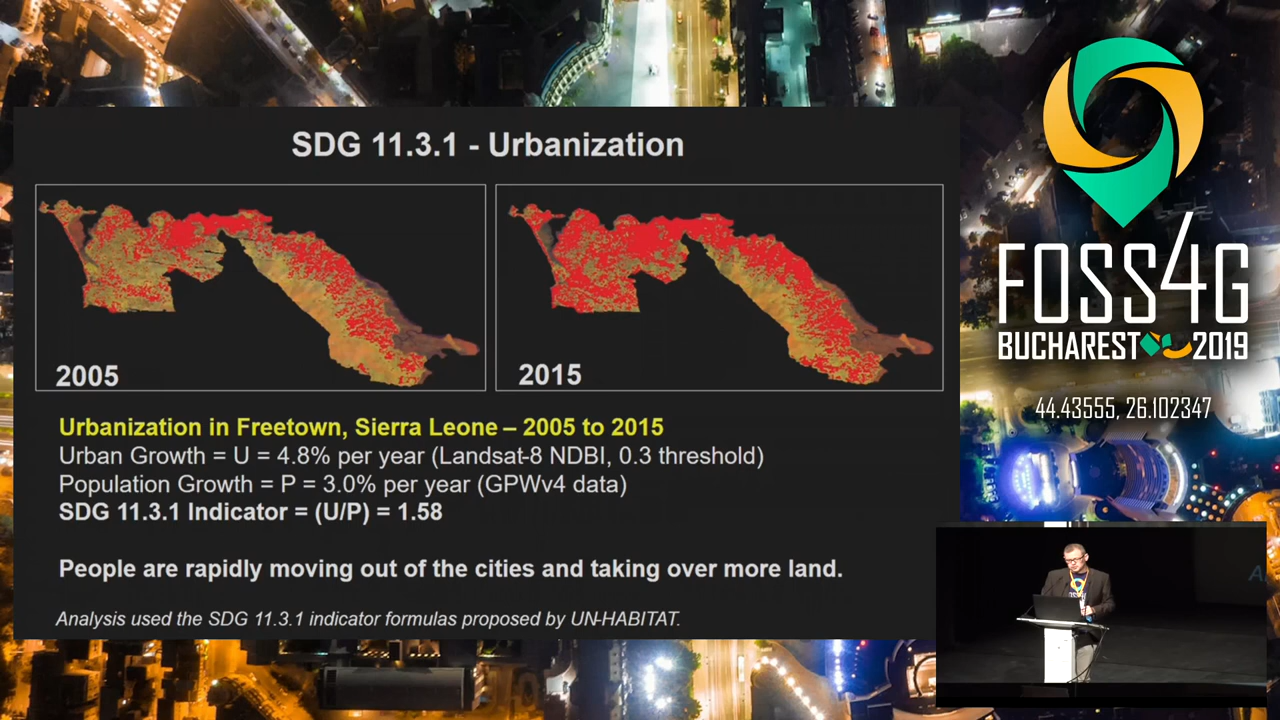 SDG 11.3.1 - Urbanization
2005
2015
Urbanization in Freetown, Sierra Leone – 2005 to 2015
Urban Growth = U = 4.8% per year (Landsat-8 NDBI, 0.3 threshold)
Population Growth = P = 3.0% per year (GPWv4 data)
SDG 11.3.1 Indicator = (U/P) = 1.58
People are rapidly moving out of the cities and taking over more land.
Analysis used the SDG 11.3.1 indicator formulas proposed by UN-HABITAT.
FOSS4G
BUCHAREST 2019
44.43555, 26.102347